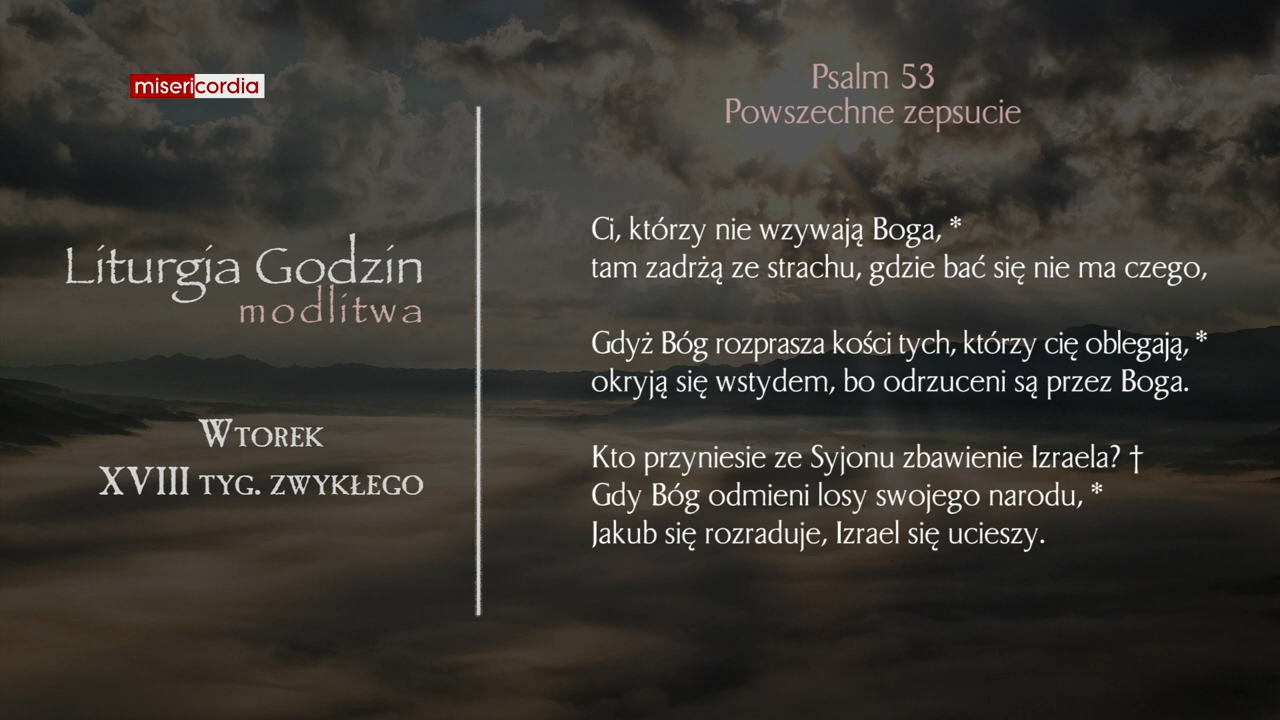 misericordia
Liturgia Godzin
modlitwa
Wtorek
XVIII tyg. zwykłego
Psalm 53
Powszechne zepsucie
Ci, którzy nie wzywają Boga, *
tam zadrżą ze strachu, gdzie bać się nie ma czego,
Gdyż Bóg rozprasza kości tych, którzy cię oblegają, *
okryją się wstydem, bo odrzuceni są przez Boga.
Kto przyniesie ze Syjonu zbawienie Izraela? †
Gdy Bóg odmieni losy swojego narodu, *
Jakub się rozraduje, Izrael się ucieszy.